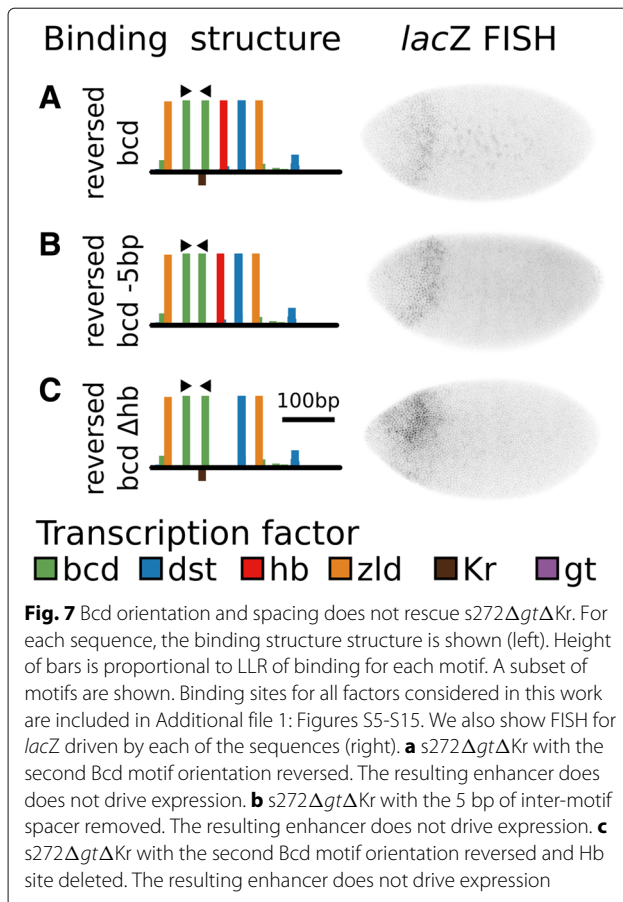 Binding structure lacZ FISH
A
reversed
bcd
B
reversed
bcd -5bp
C
reversed
bcd Δhb
100bp
Transcription factor
bcd dst hb zld Kr gt
Fig. 7 Bcd orientation and spacing does not rescue s272ΔgtΔKr. For
each sequence, the binding structure structure is shown (left). Height
of bars is proportional to LLR of binding for each motif. A subset of
motifs are shown. Binding sites for all factors considered in this work
are included in Additional file 1: Figures S5-S15. We also show FISH for
lacZ driven by each of the sequences (right). a s272ΔgtΔKr with the
second Bcd motif orientation reversed. The resulting enhancer does
does not drive expression. b s272ΔgtΔKr with the 5 bp of inter-motif
spacer removed. The resulting enhancer does not drive expression. c
s272ΔgtΔKr with the second Bcd motif orientation reversed and Hb
site deleted. The resulting enhancer does not drive expression